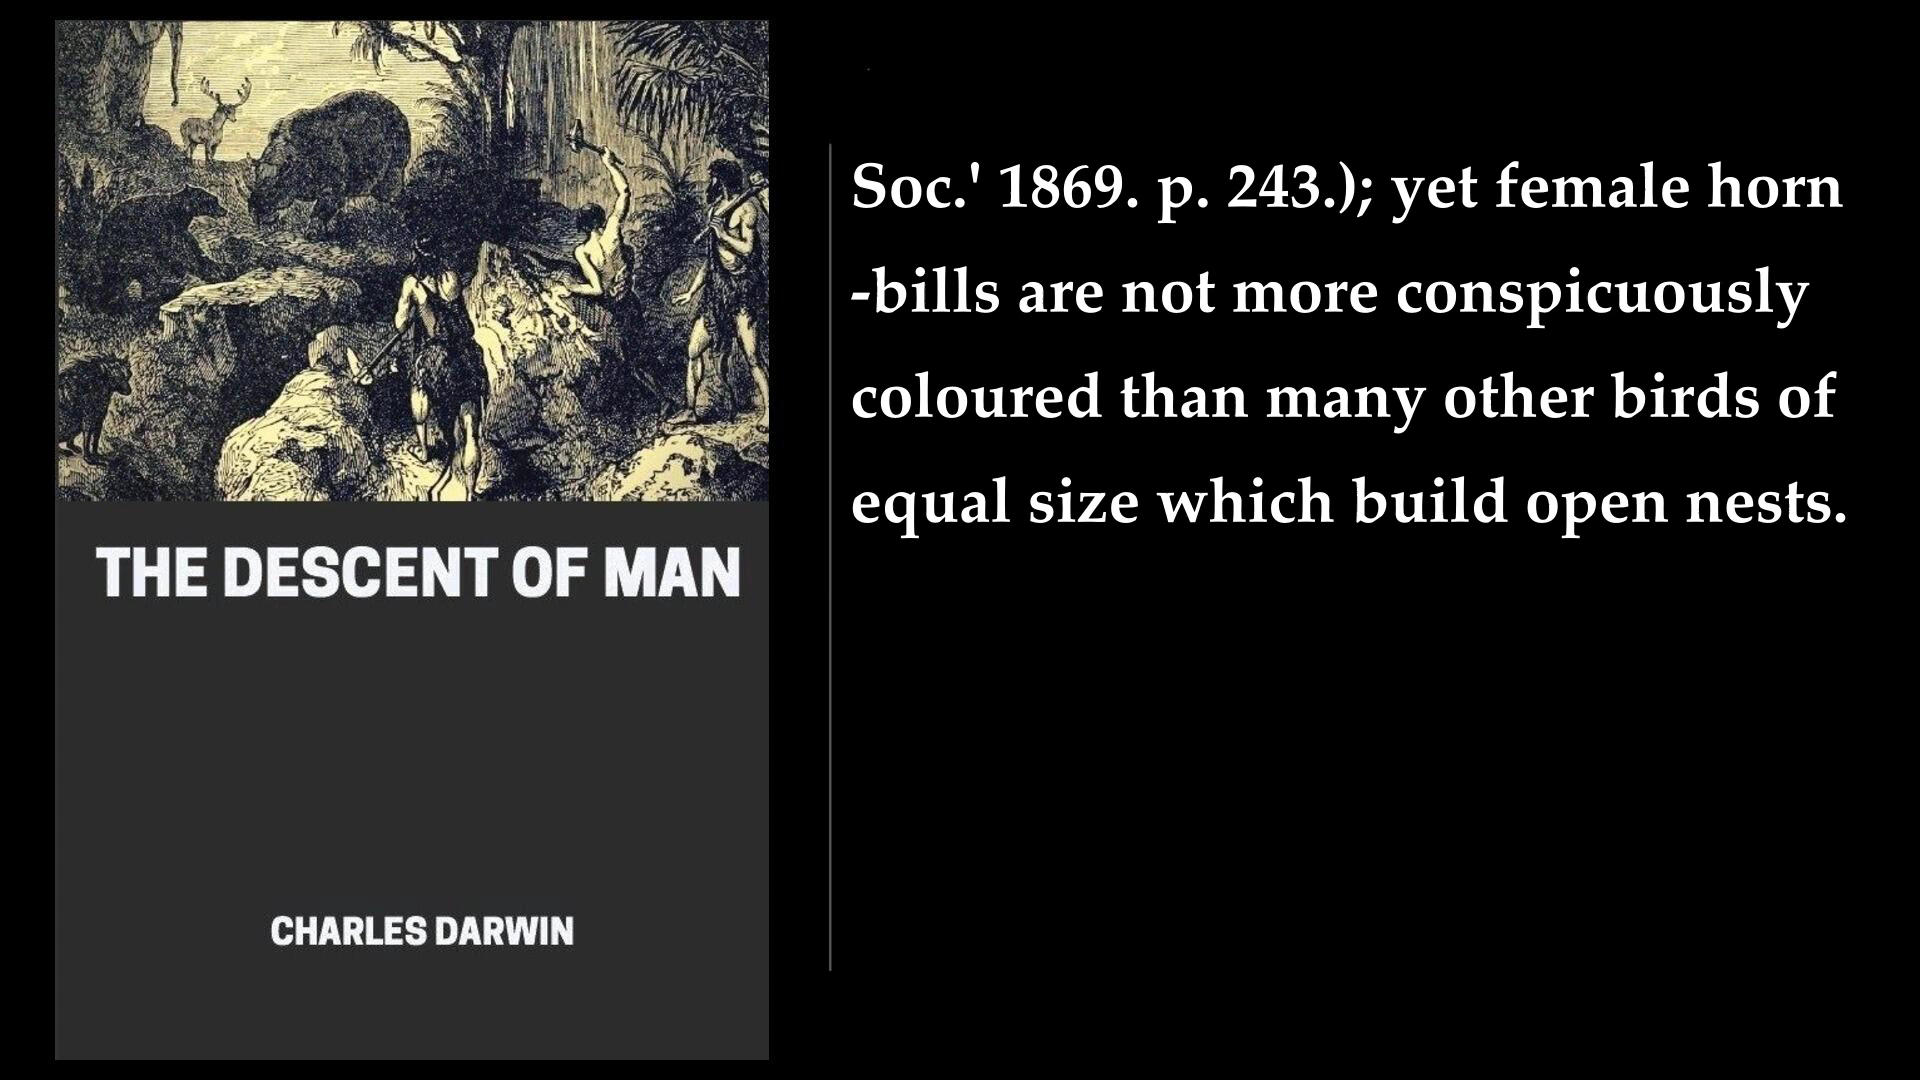 THE DESCENT OF MAN
CHARLES DARWIN
Soc.' 1869. p. 243.); yet female horn
-bills are not more conspicuously
coloured than many other birds of
equal size which build open nests.